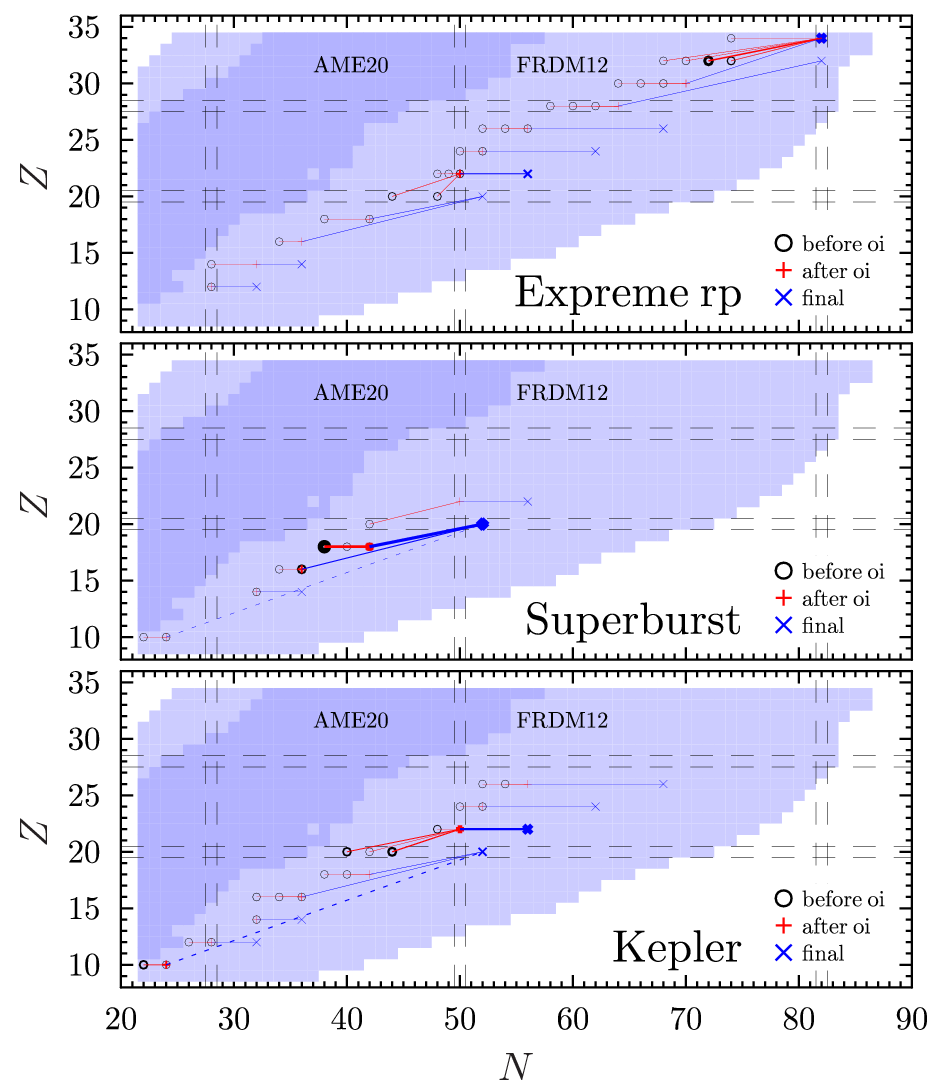 35
30
25
20
15
10
Z
AME20
FRDM12
before oi
after oi
final
Expreme rp
35
30
25
20
15
10
Z
AME20
FRDM12
before oi
after oi
final
Superburst
35
30
25
20
15
10
Z
AME20
FRDM12
before oi
after oi
final
Kepler
20 30 40 50 60 70 80 90
N